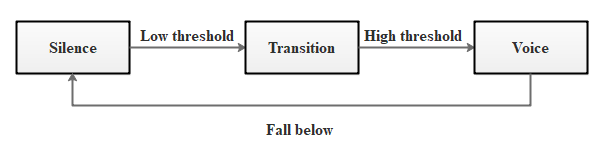 Silence
Low threshold
Transition
High threshold
Voice
Fall below